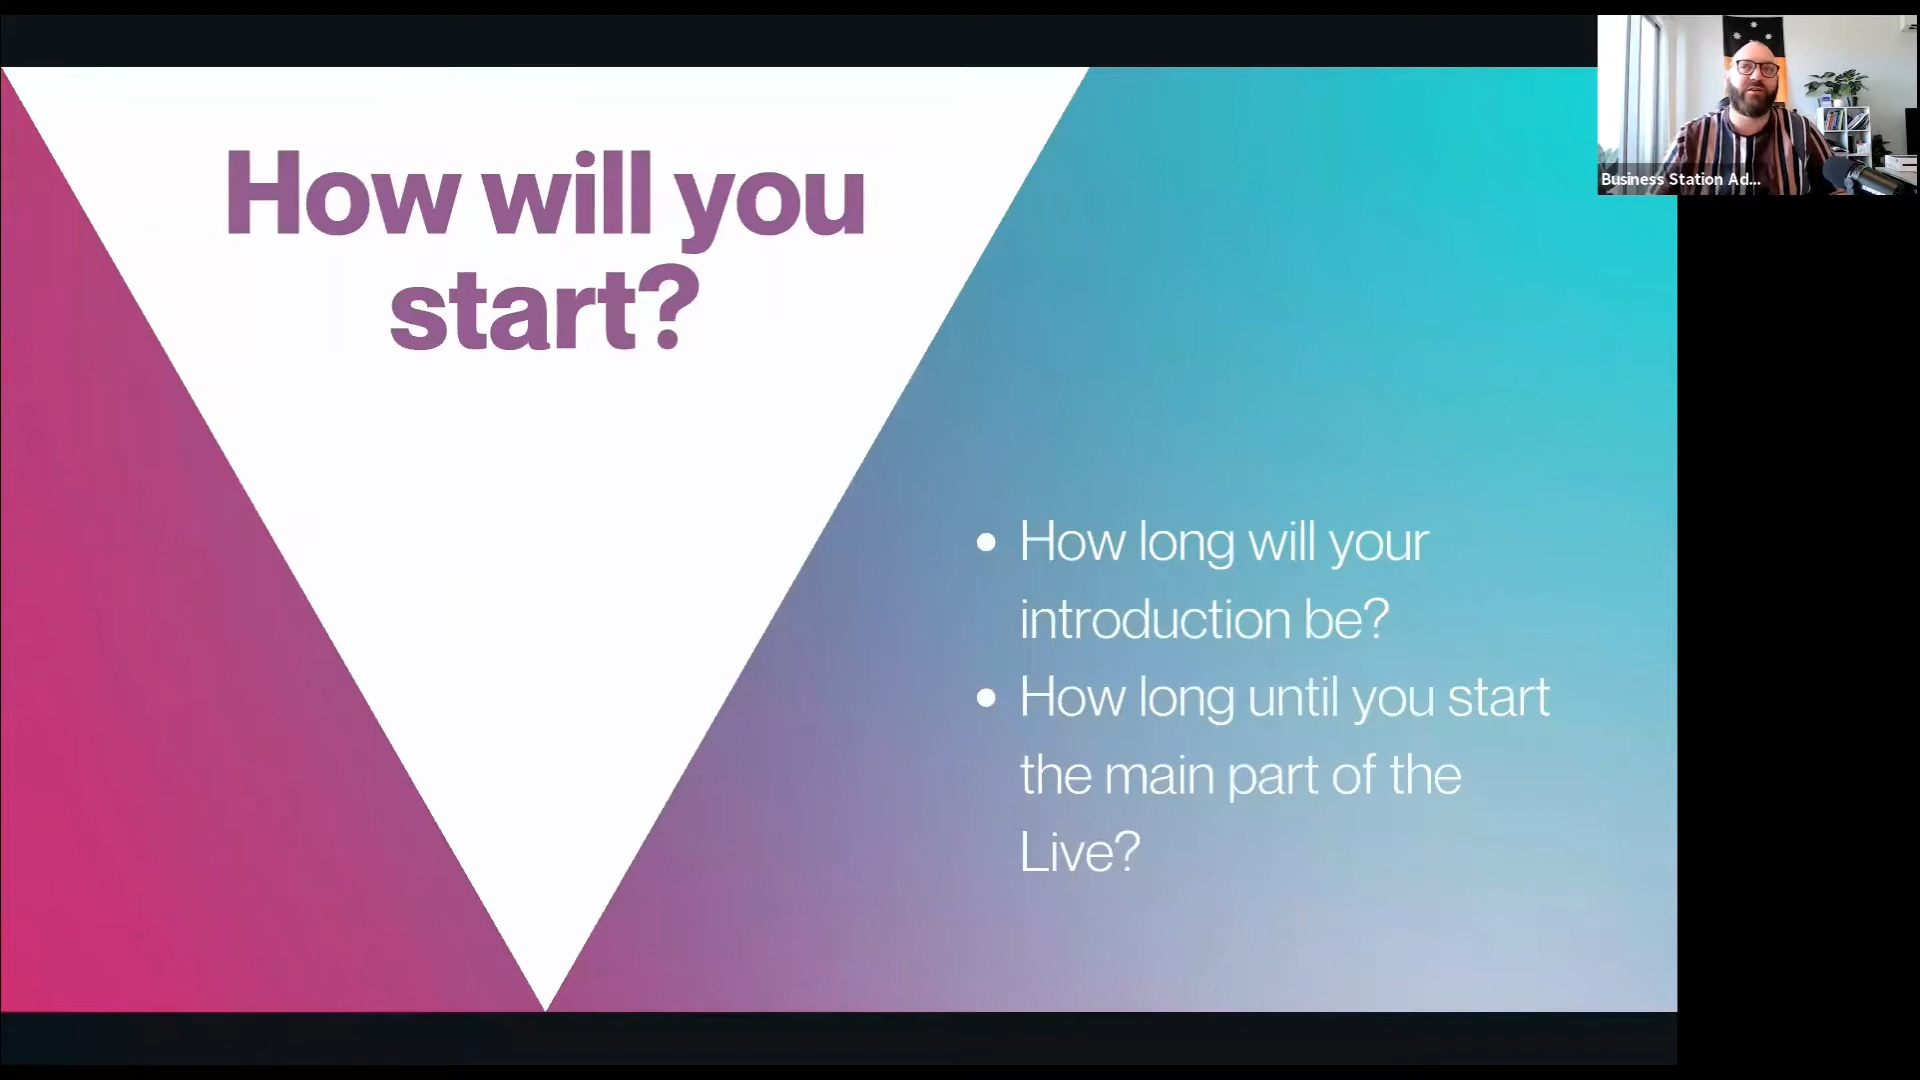 How will you
start?
• How long will your
introduction be?
• How long until you start
the main part of the
Live?
Business Station Ad...